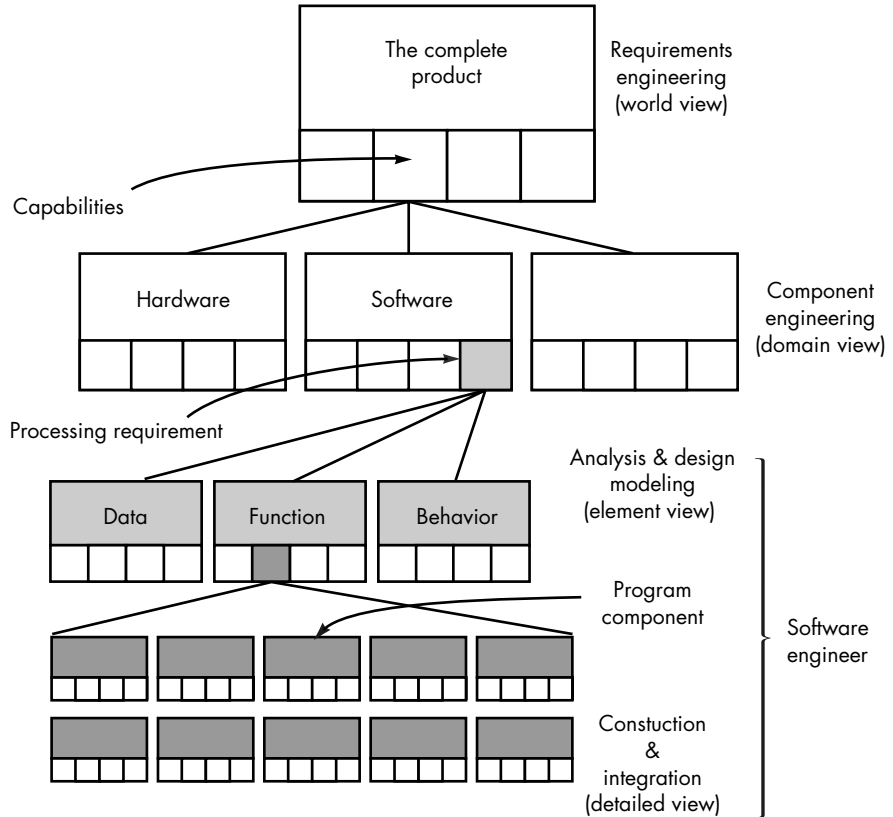 The complete
product
Requirements
engineering
(world view)
Capabilities
Hardware
Software
Component
engineering
(domain view)
Processing requirement
Analysis & design
modeling
(element view)
Data
Function
Behavior
Program
component
Software
engineer
Constuction
&
integration
(detailed view)